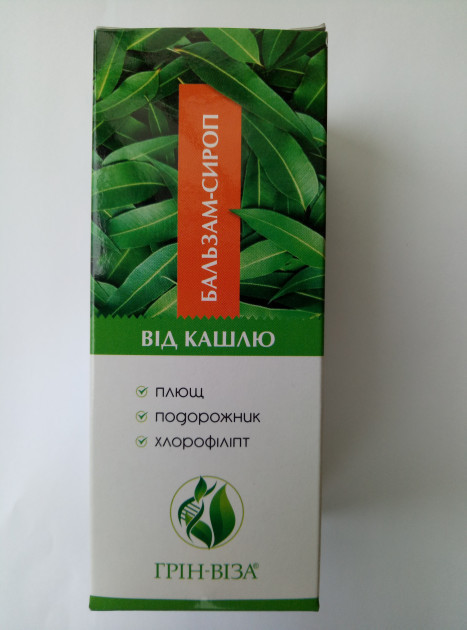 БАЛЬЗАМ-СИРОП
ВІД КАШЛЮ
ПЛЮЩ
ПОДОРОЖНИК
ХЛОРОФІЛІПТ
ГРІН-ВІЗА®